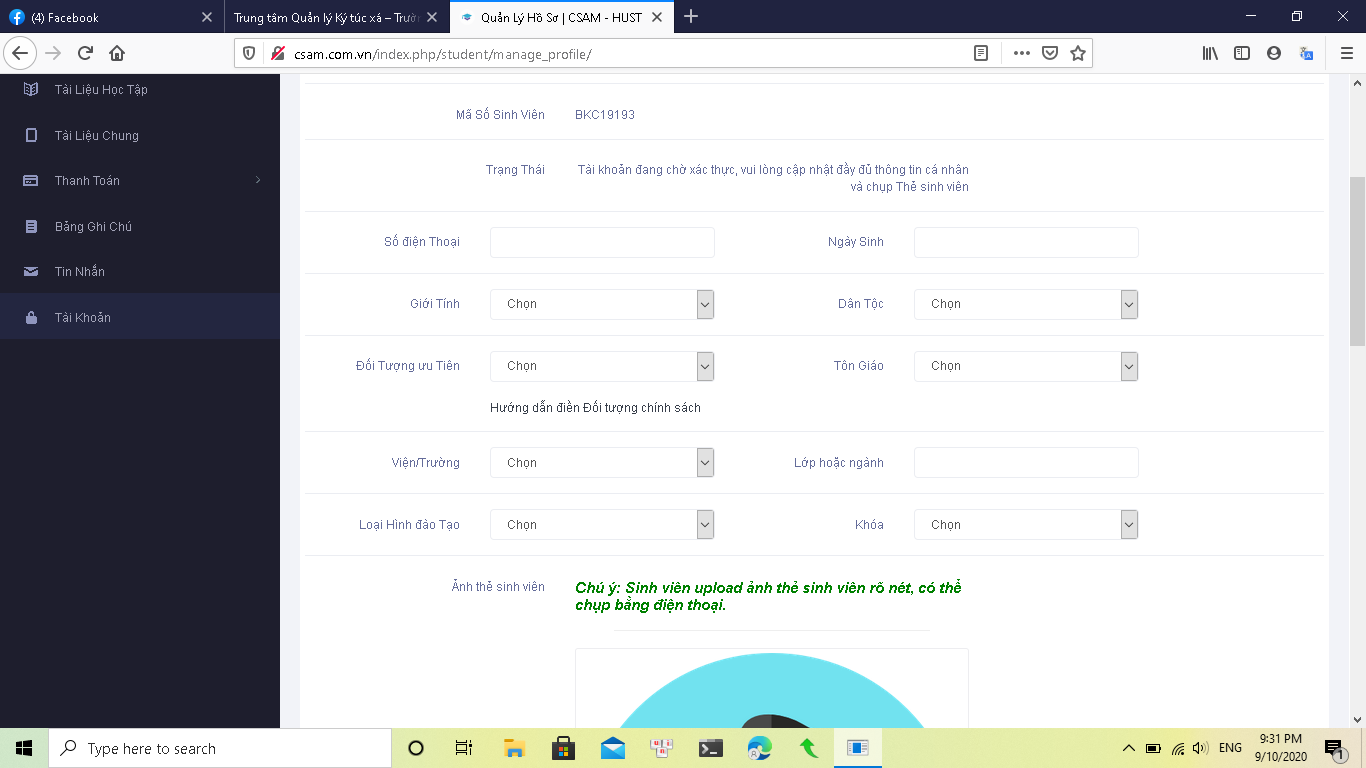 (4) Facebook
Trung tâm Quản lý Ký túc xá – Trườn
Quản Lý Hồ Sơ | CSAM - HUST
csam.com.vn/index.php/student/manage_profile/
Tài Liệu Học Tập
Tài Liệu Chung
Thanh Toán
Bảng Ghi Chú
Tin Nhắn
Tài Khoản
Mã Số Sinh Viên BKC19193
Trạng Thái Tài khoản đang chờ xác thực, vui lòng cập nhật đầy đủ thông tin cá nhân
và chụp Thẻ sinh viên
Số điện Thoại Ngày Sinh
Giới Tính Chọn Dân Tộc Chọn
Đối Tượng ưu Tiên Chọn Tôn Giáo Chọn
Hướng dẫn điền Đối tượng chính sách
Viện/Trường Chọn Lớp hoặc ngành
Loại Hình đào Tạo Chọn Khóa Chọn
Ảnh thẻ sinh viên Chú ý: Sinh viên upload ảnh thẻ sinh viên rõ nét, có thể
chụp bằng điện thoại.
Type here to search
ENG
9:31 PM
9/10/2020
1